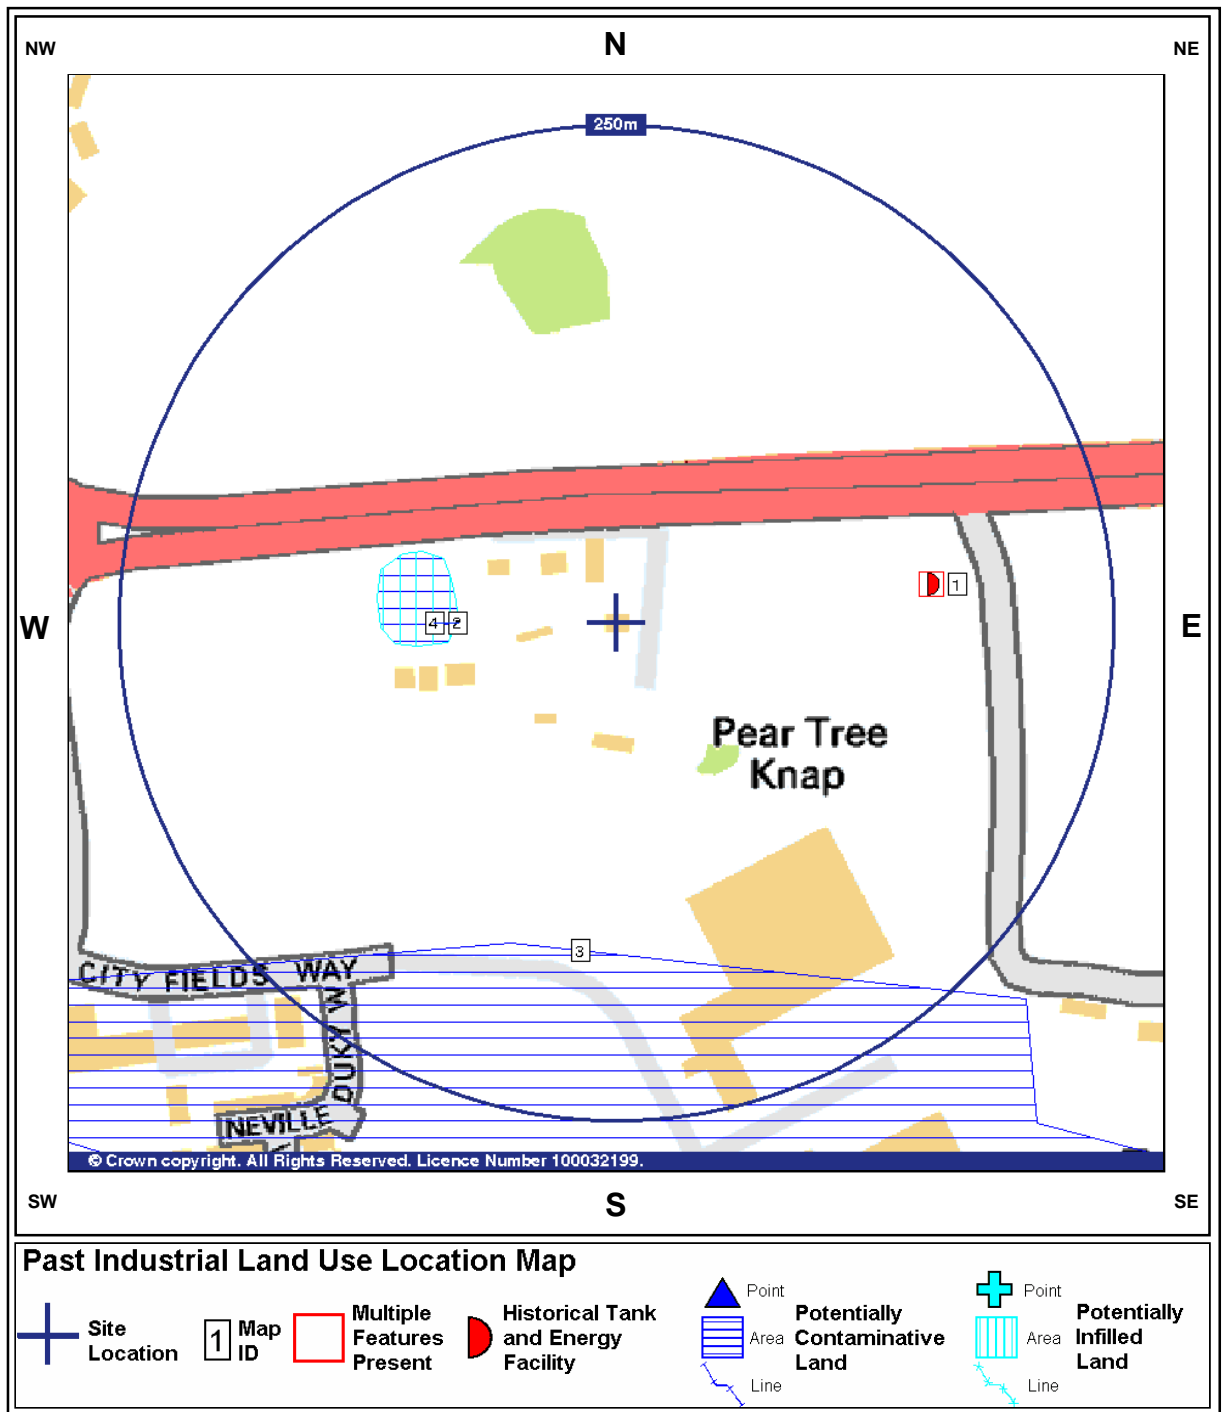 NW
N
NE
250m
W
E
1
4
2
Pear Tree
Knap
3
CITY FIELDS WAY
DUKY W
NEVILLE
© Crown copyright. All Rights Reserved. Licence Number 100032199.
SW
S
SE
Past Industrial Land Use Location Map
Site
Location
1
Map
ID
Multiple
Features
Present
Historical Tank
and Energy
Facility
Point
Area
Line
Potentially
Contaminative
Land
Point
Area
Line
Potentially
Infilled
Land